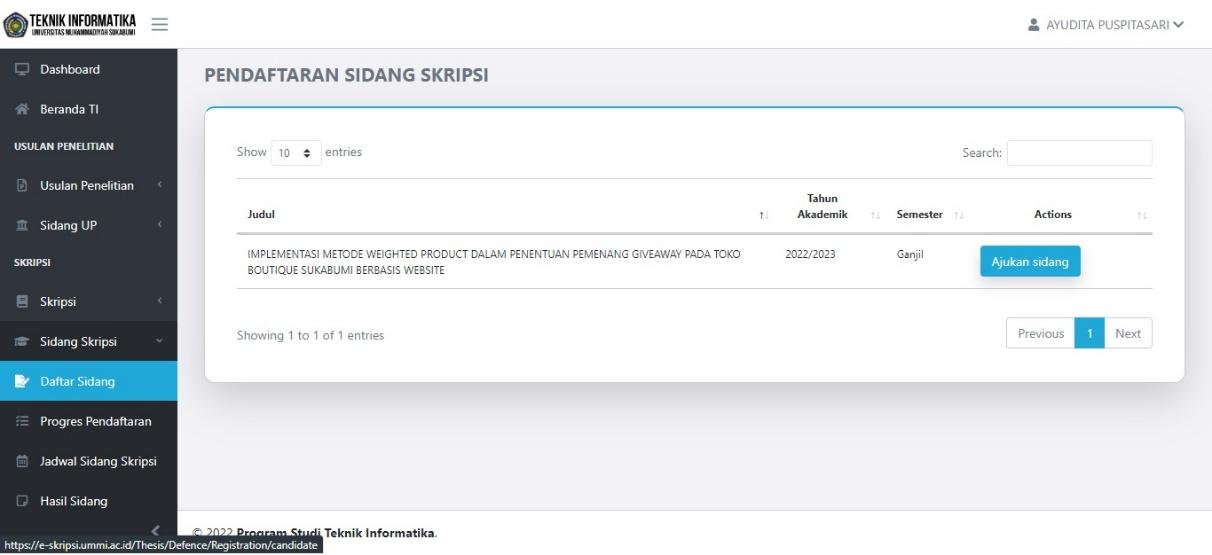 TEKNIK INFORMATIKA
UNIVERSITAS MUHAMMADIYAH SUKABUMI
AYUDITA PUSPITASARI
Dashboard
Beranda TI
USULAN PENELITIAN
Usulan Penelitian
Sidang UP
SKRIPSI
Skripsi
Sidang Skripsi
Daftar Sidang
Progres Pendaftaran
Jadwal Sidang Skripsi
Hasil Sidang
PENDAFTARAN SIDANG SKRIPSI
Show 10 entries
Search:
Judul Tahun Akademik Semester Actions
IMPLEMENTASI METODE WEIGHTED PRODUCT DALAM PENENTUAN PEMENANG GIVEAWAY PADA TOKO 2022/2023 Ganjil Ajukan sidang
BOUTIQUE SUKABUMI BERBASIS WEBSITE
Showing 1 to 1 of 1 entries
Previous 1 Next
© 2022 Program Studi Teknik Informatika.
https://e-skripsi.ummi.ac.id/Thesis/Defence/Registration/candidate